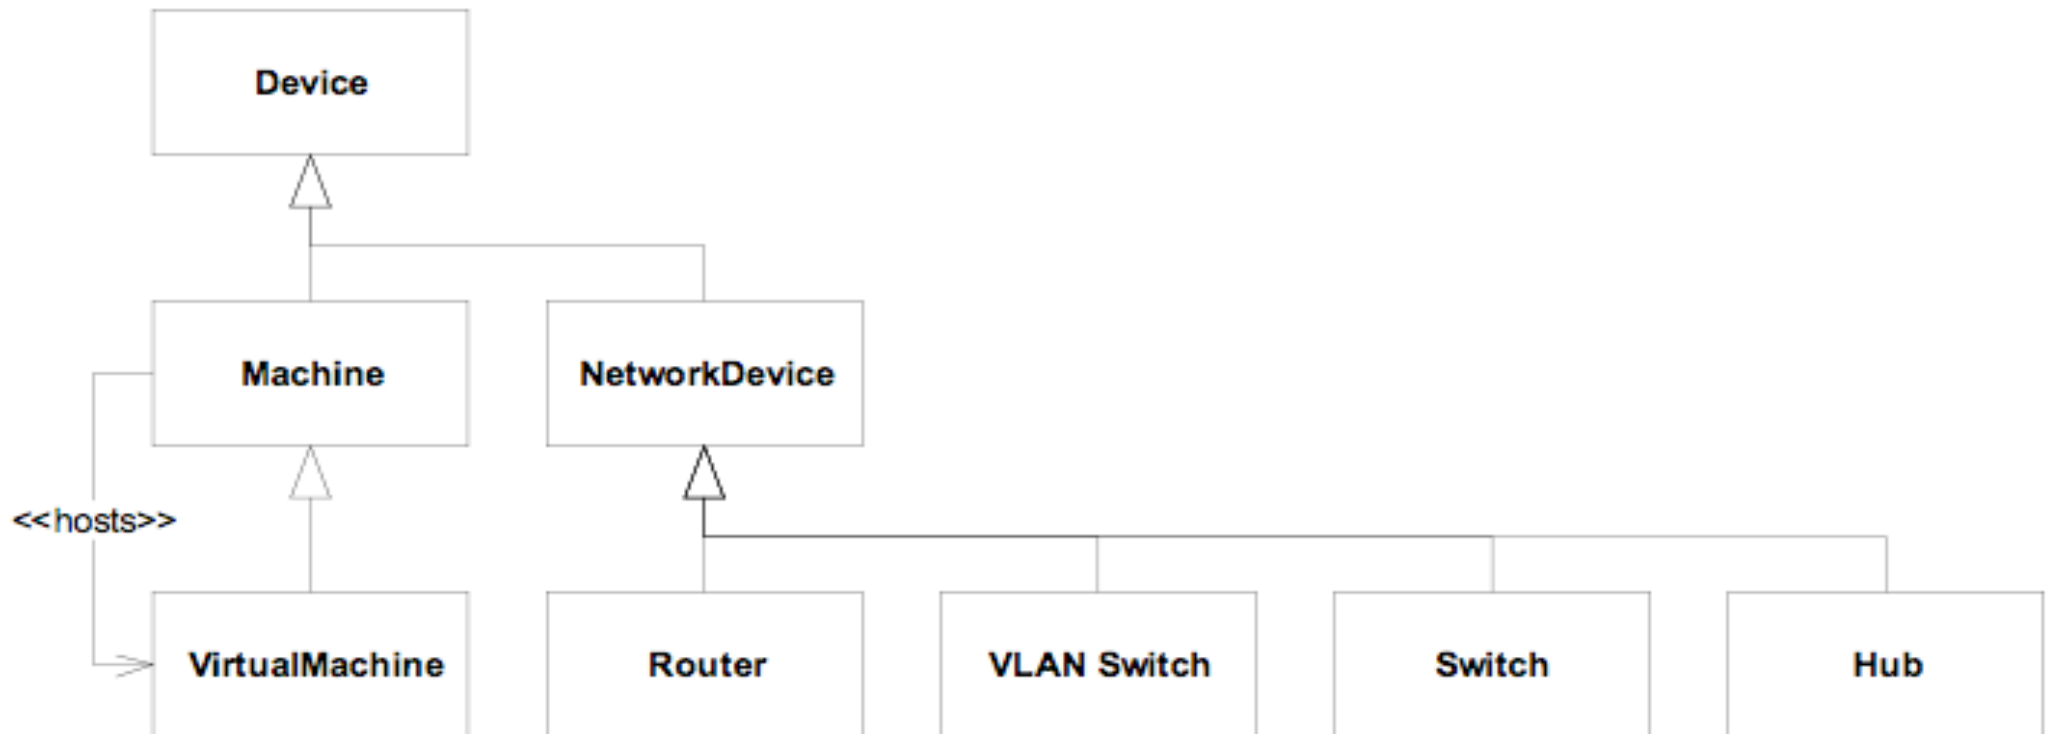 Device
Machine
NetworkDevice
<<hosts>>
VirtualMachine
Router
VLAN Switch
Switch
Hub